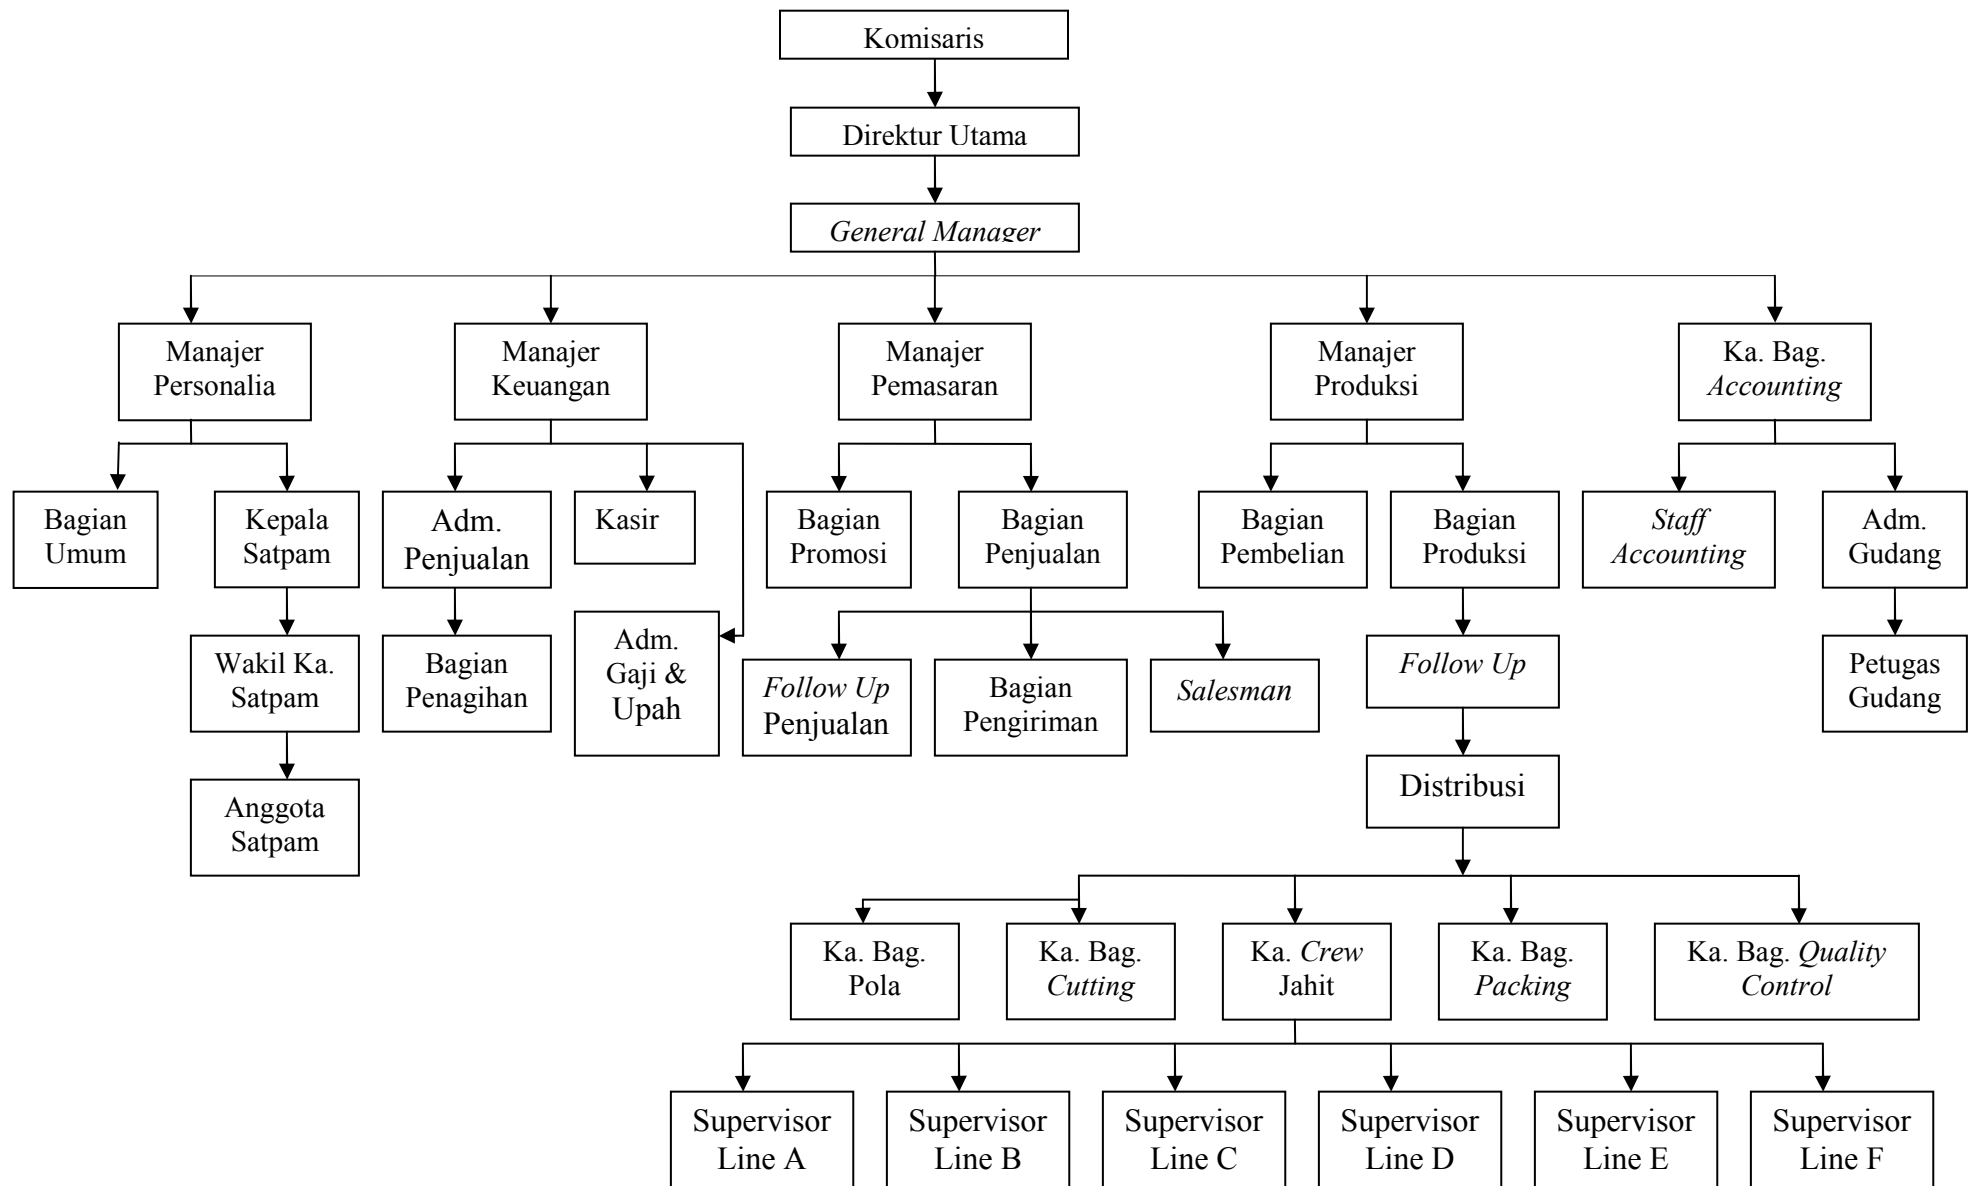 Komisaris
Direktur Utama
General Manager
Manajer
Personalia
Manajer
Keuangan
Manajer
Pemasaran
Manajer
Produksi
Ka. Bag.
Accounting
Bagian
Umum
Kepala
Satpam
Adm.
Penjualan
Kasir
Bagian
Promosi
Bagian
Penjualan
Bagian
Pembelian
Bagian
Produksi
Staff
Accounting
Adm.
Gudang
Wakil Ka.
Satpam
Bagian
Penagihan
Adm.
Gaji &
Upah
Follow Up
Penjualan
Bagian
Pengiriman
Salesman
Follow Up
Petugas
Gudang
Anggota
Satpam
Distribusi
Ka. Bag.
Pola
Ka. Bag.
Cutting
Ka. Crew
Jahit
Ka. Bag.
Packing
Ka. Bag. Quality
Control
Supervisor
Line A
Supervisor
Line B
Supervisor
Line C
Supervisor
Line D
Supervisor
Line E
Supervisor
Line F